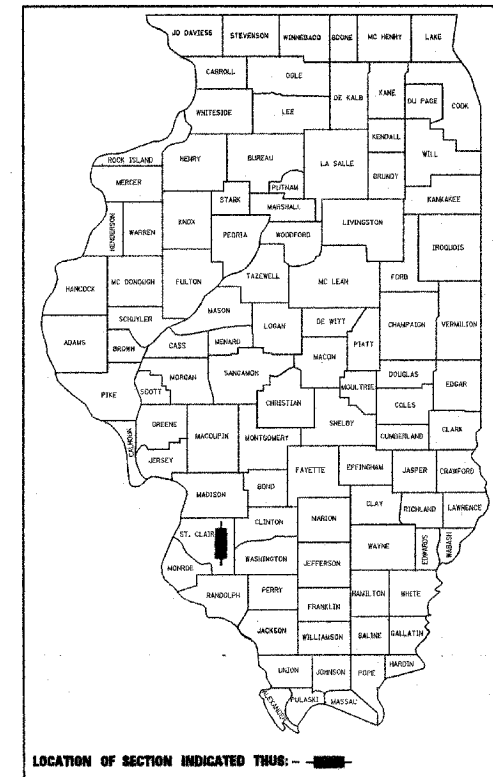 JO DAVIESS STEVENSON WINNEBAGO BOONE MC HENRY LAKE
CARROLL OGLE
DE KALB KANE DU PAGE COOK
WHITESIDE LEE
KENDALL WILL
ROCK ISLAND HENRY BUREAU LA SALLE GRUNDY
MERCER PUTNAM
STARK MARSHALL KANKAKEE
HENDERSON WARREN KNOX PEORIA WOODFORD LIVINGSTON
IROQUOIS
HANCOCK MC DONOUGH FULTON TAZEWELL MC LEAN FORD
MASON
SCHUYLER LOGAN DE WITT CHAMPAIGN VERMILION
ADAMS BROWN CASS MENARD PIATT
MACON
MORGAN SANGAMON DOUGLAS EDGAR
PIKE SCOTT CHRISTIAN MOULTRIE
COLES
GREENE MACOUPIN SHELBY CLARK
CALHOUN MONTGOMERY CUMBERLAND
JERSEY FAYETTE EFFINGHAM JASPER CRAWFORD
MADISON BOND CLAY RICHLAND LAWRENCE
CLINTON MARION
ST. CLAIR WAYNE EDWARDS WABASH
MONROE WASHINGTON JEFFERSON
RANDOLPH PERRY HAMILTON WHITE
FRANKLIN
JACKSON WILLIAMSON SALINE GALLATIN
HARDIN
UNION JOHNSON POPE
ALEXANDER PULASKI MASSAC
LOCATION OF SECTION INDICATED THUS: -